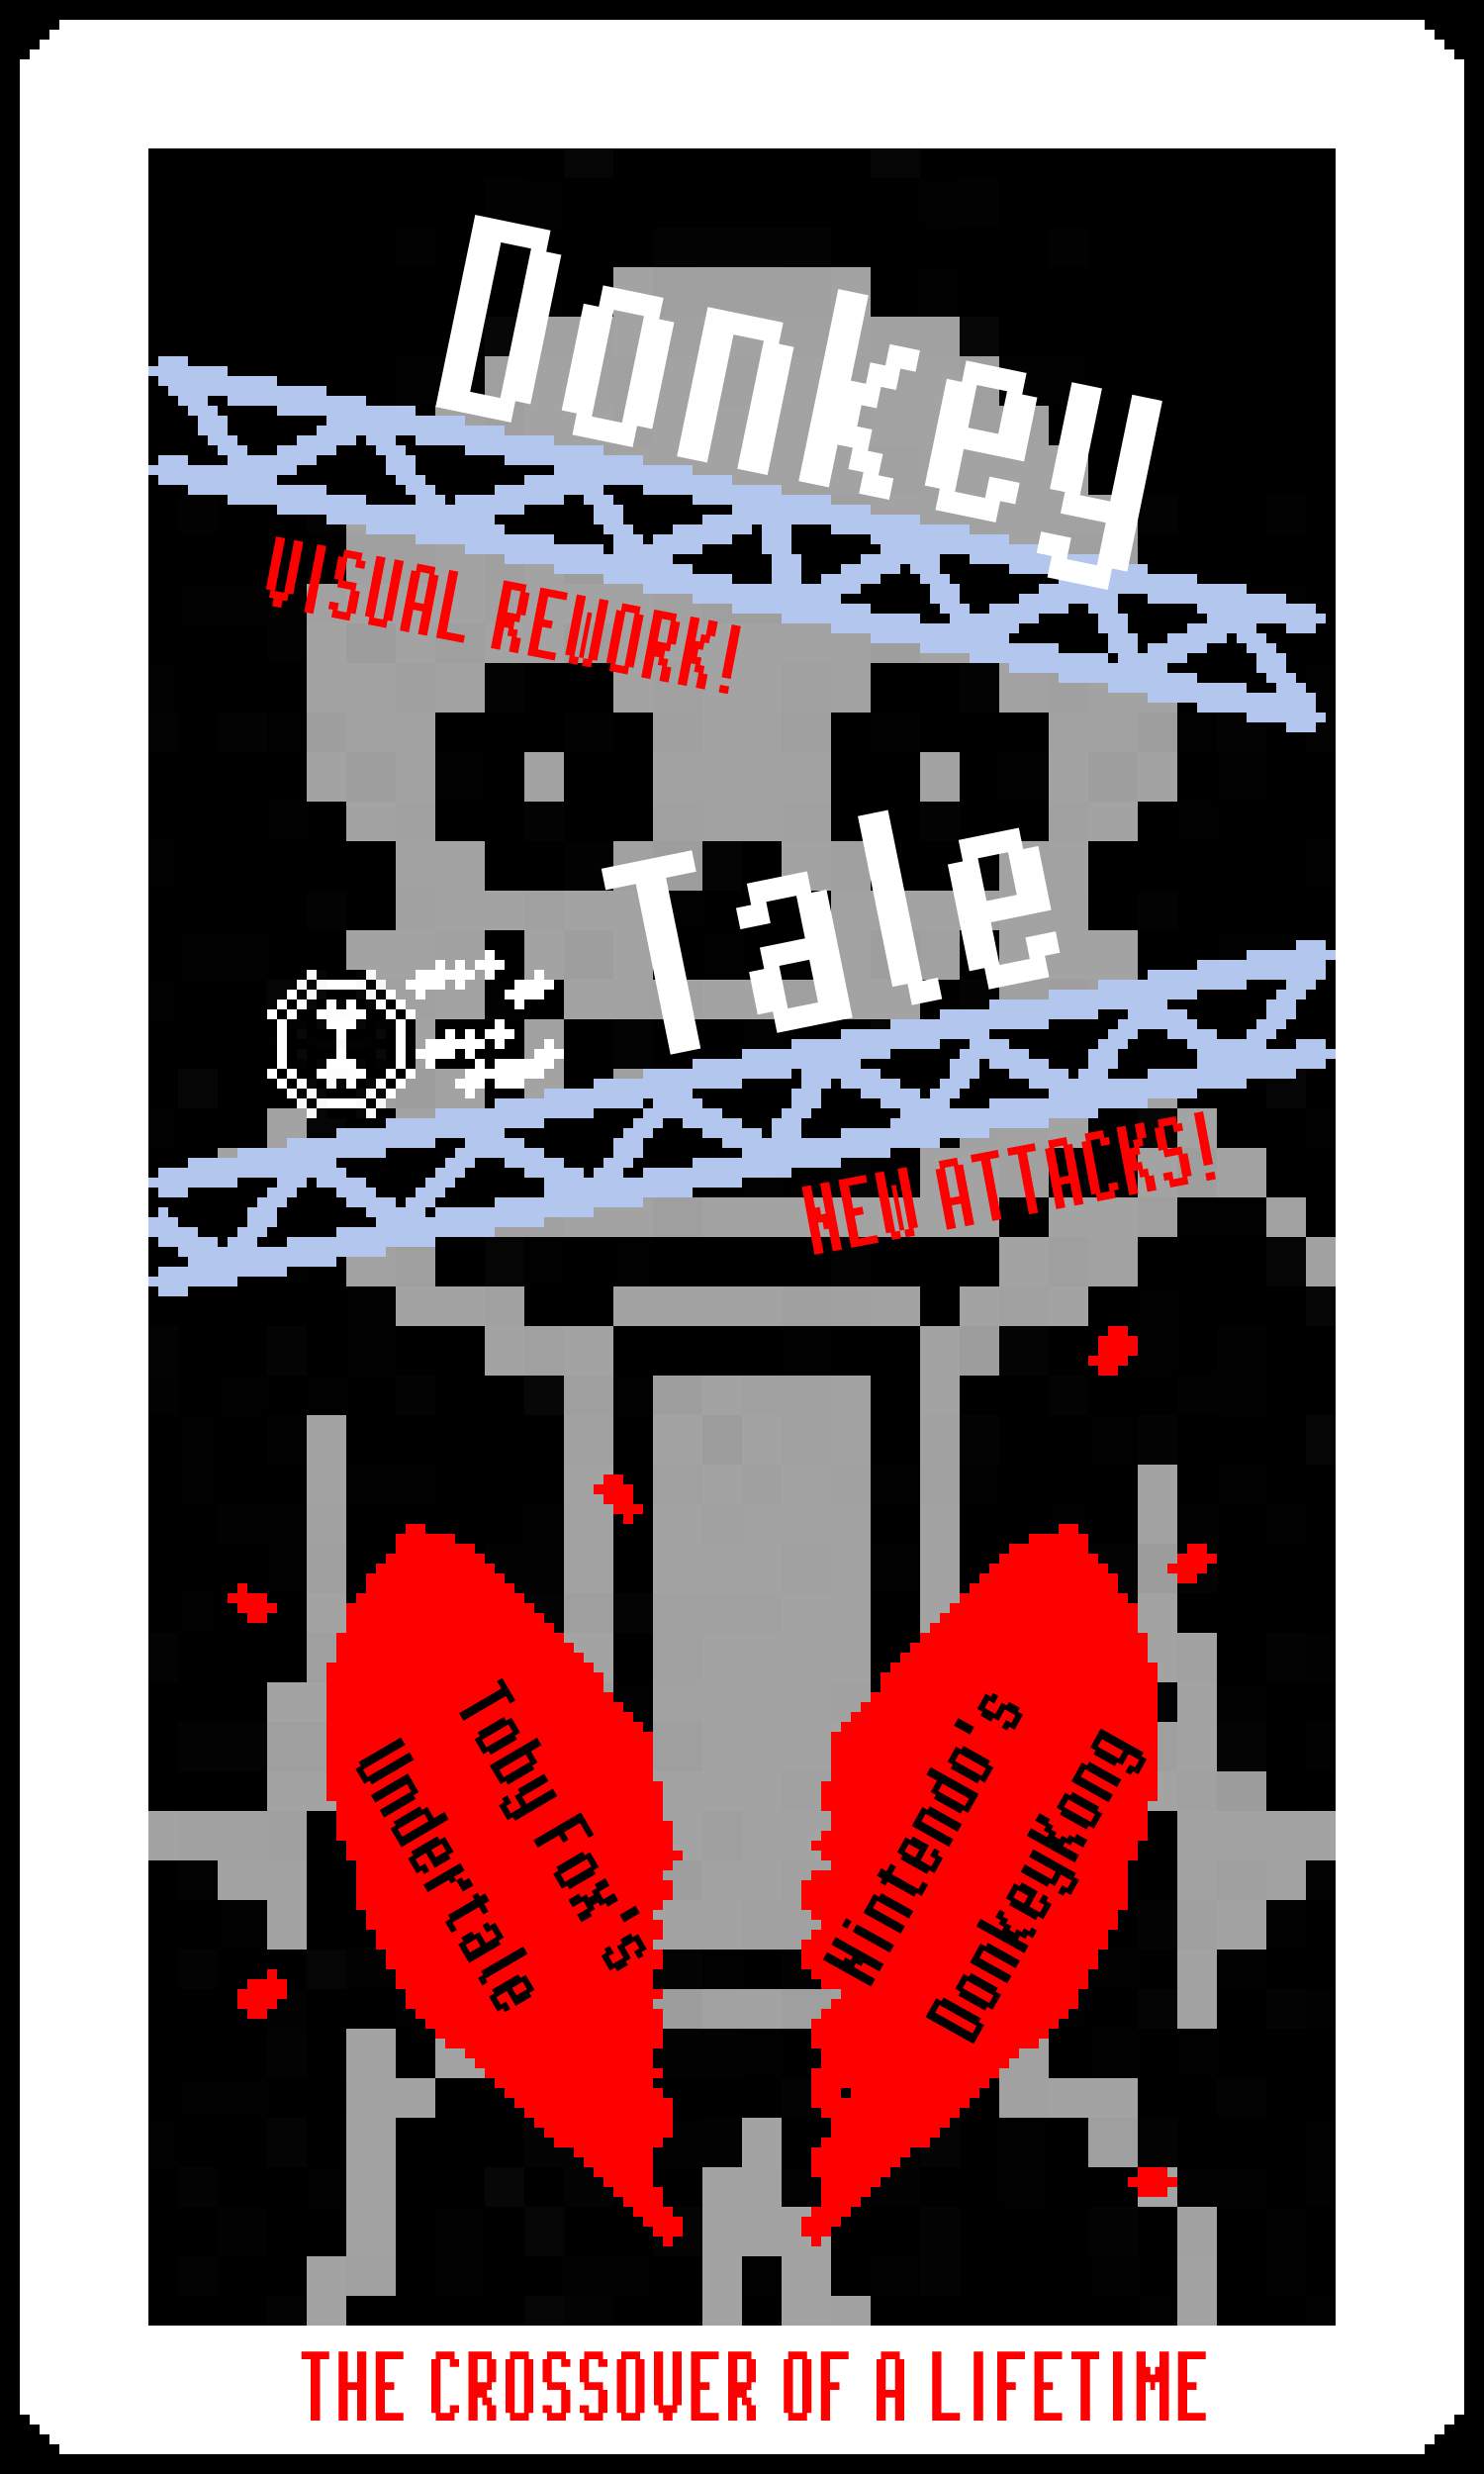 Donkey
VISUAL REWORK!
Tale
NEW ATTACKS!
Toby Fox's
Undertale
Nintendo's
Donkeykong
THE CROSSOVER OF A LIFETIME